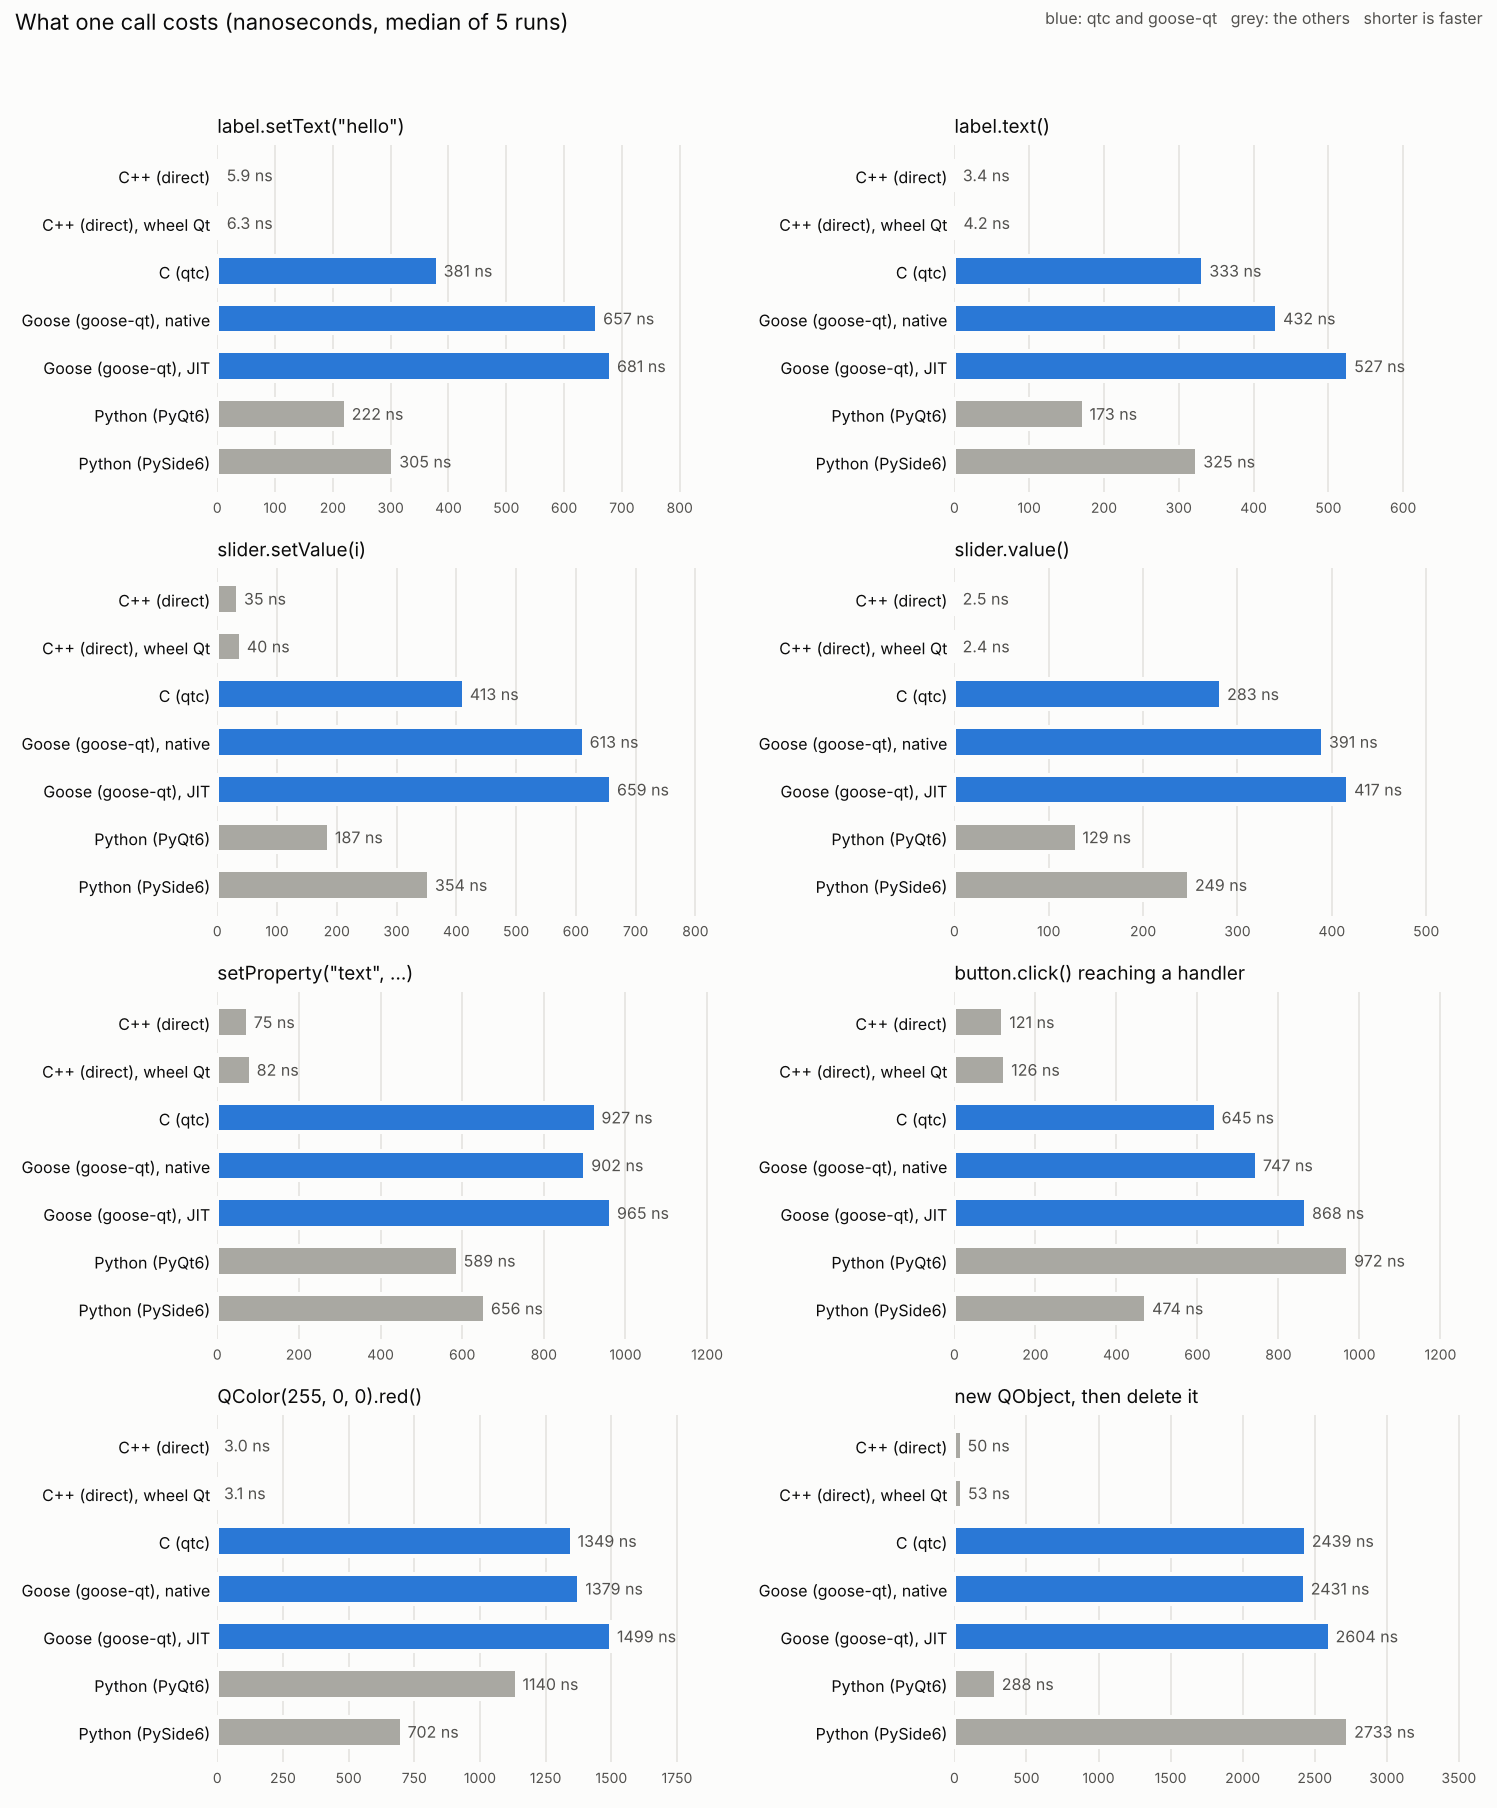 What one call costs (nanoseconds, median of 5 runs)
blue: qtc and goose-qt grey: the others shorter is faster
label.setText("hello")
C++ (direct) 5.9 ns
C++ (direct), wheel Qt 6.3 ns
C (qtc) 381 ns
Goose (goose-qt), native 657 ns
Goose (goose-qt), JIT 681 ns
Python (PyQt6) 222 ns
Python (PySide6) 305 ns
0 100 200 300 400 500 600 700 800
label.text()
C++ (direct) 3.4 ns
C++ (direct), wheel Qt 4.2 ns
C (qtc) 333 ns
Goose (goose-qt), native 432 ns
Goose (goose-qt), JIT 527 ns
Python (PyQt6) 173 ns
Python (PySide6) 325 ns
0 100 200 300 400 500 600
slider.setValue(i)
C++ (direct) 35 ns
C++ (direct), wheel Qt 40 ns
C (qtc) 413 ns
Goose (goose-qt), native 613 ns
Goose (goose-qt), JIT 659 ns
Python (PyQt6) 187 ns
Python (PySide6) 354 ns
0 100 200 300 400 500 600 700 800
slider.value()
C++ (direct) 2.5 ns
C++ (direct), wheel Qt 2.4 ns
C (qtc) 283 ns
Goose (goose-qt), native 391 ns
Goose (goose-qt), JIT 417 ns
Python (PyQt6) 129 ns
Python (PySide6) 249 ns
0 100 200 300 400 500
setProperty("text", ...)
C++ (direct) 75 ns
C++ (direct), wheel Qt 82 ns
C (qtc) 927 ns
Goose (goose-qt), native 902 ns
Goose (goose-qt), JIT 965 ns
Python (PyQt6) 589 ns
Python (PySide6) 656 ns
0 200 400 600 800 1000 1200
button.click() reaching a handler
C++ (direct) 121 ns
C++ (direct), wheel Qt 126 ns
C (qtc) 645 ns
Goose (goose-qt), native 747 ns
Goose (goose-qt), JIT 868 ns
Python (PyQt6) 972 ns
Python (PySide6) 474 ns
0 200 400 600 800 1000 1200
QColor(255, 0, 0).red()
C++ (direct) 3.0 ns
C++ (direct), wheel Qt 3.1 ns
C (qtc) 1349 ns
Goose (goose-qt), native 1379 ns
Goose (goose-qt), JIT 1499 ns
Python (PyQt6) 1140 ns
Python (PySide6) 702 ns
0 250 500 750 1000 1250 1500 1750
new QObject, then delete it
C++ (direct) 50 ns
C++ (direct), wheel Qt 53 ns
C (qtc) 2439 ns
Goose (goose-qt), native 2431 ns
Goose (goose-qt), JIT 2604 ns
Python (PyQt6) 288 ns
Python (PySide6) 2733 ns
0 500 1000 1500 2000 2500 3000 3500